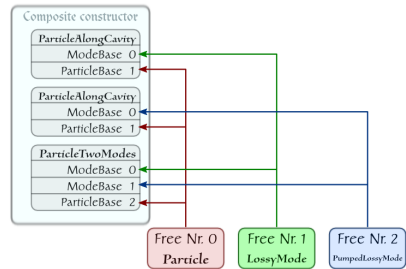 Composite constructor
ParticleAlongCavity
ModeBase 0
ParticleBase 1
ParticleAlongCavity
ModeBase 0
ParticleBase 1
ParticleTwoModes
ModeBase 0
ModeBase 1
ParticleBase 2
Free Nr. 0
Particle
Free Nr. 1
LossyMode
Free Nr. 2
PumpedLossyMode